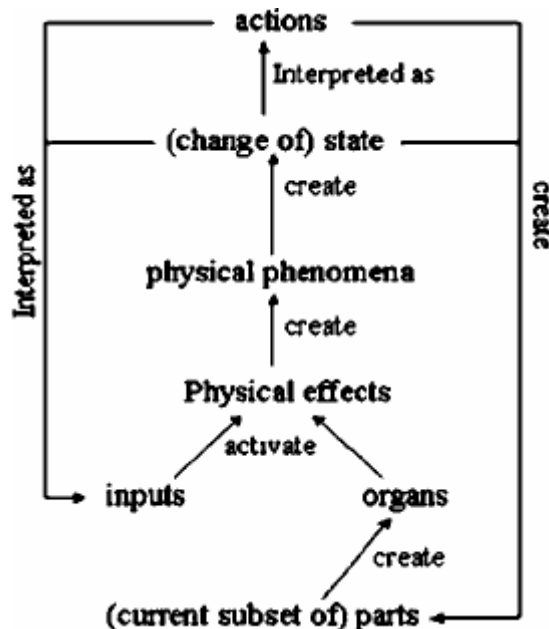 actions
Interpreted as
(change of) state
create
Interpreted as
create
physical phenomena
create
Physical effects
activate
inputs
organs
create
(current subset of) parts